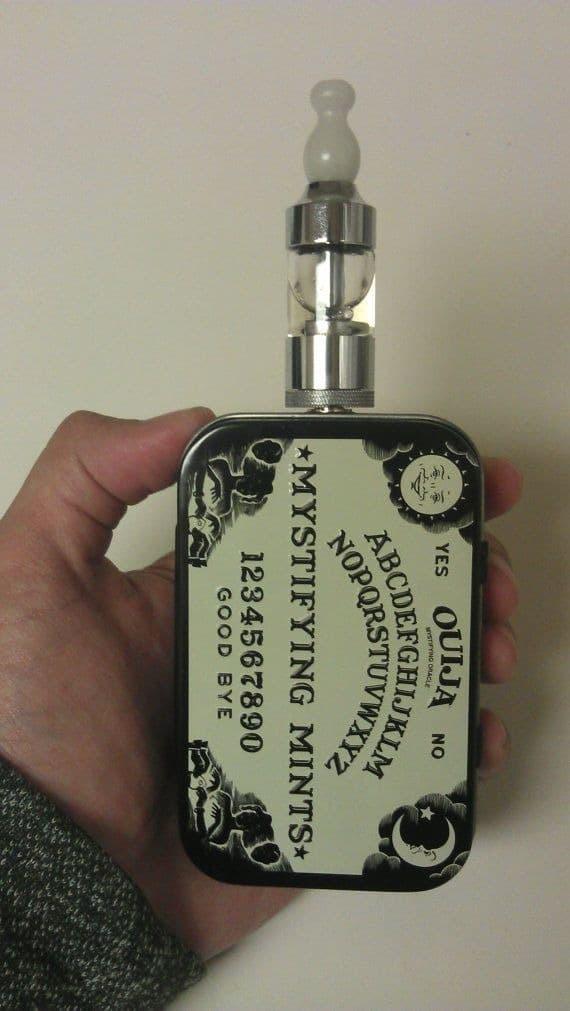 YES OUIJA NO
MYSTIFYING ORACLE
ABCDEFGHIJKLM
NOPQRSTUVWXYZ
★MYSTIFYING MINTS★
1234567890
GOOD BYE